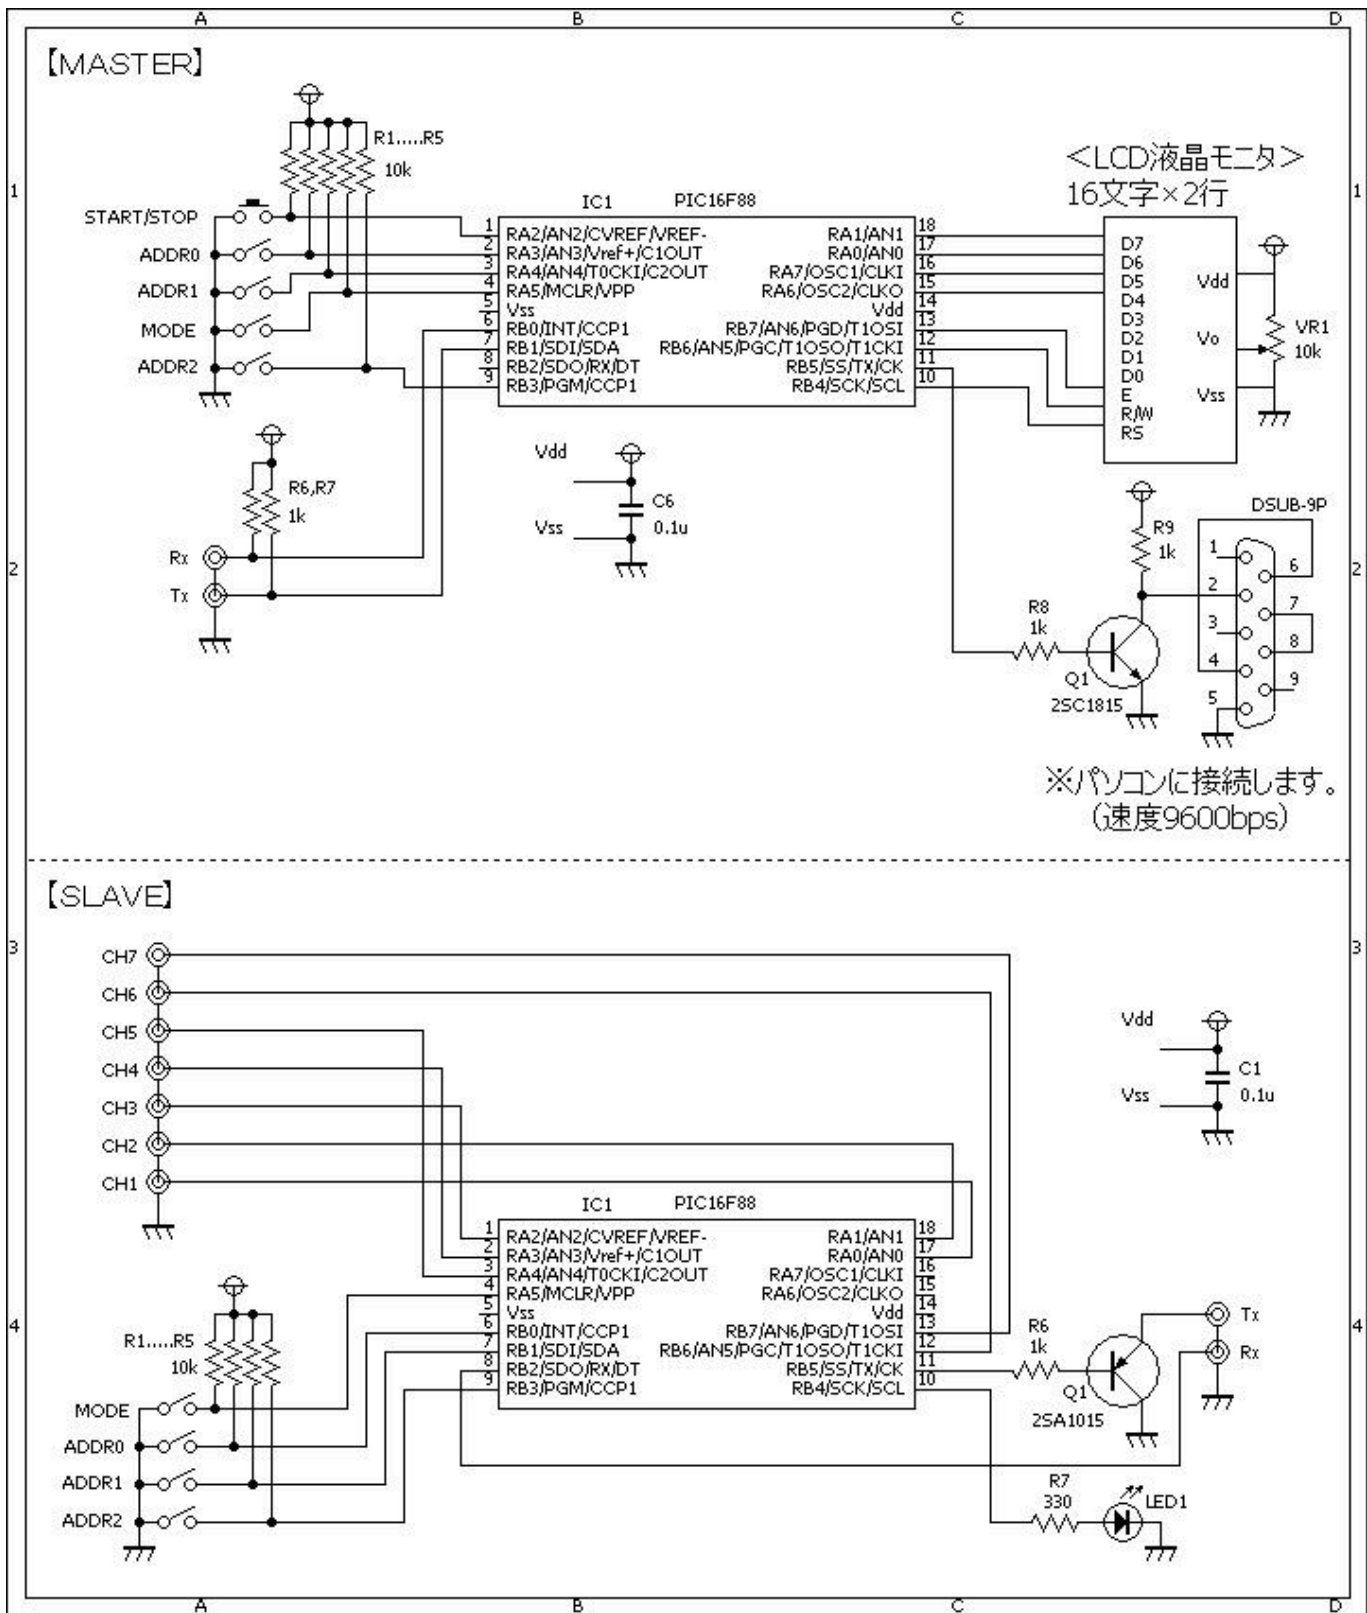 A B C D
【MASTER】
R1.....R5
10k
<LCD液晶モニタ>
16文字×2行
1 1
IC1 PIC16F88
START/STOP
ADDR0
ADDR1
MODE
ADDR2
1 RA2/AN2/CVREF/VREF- RA1/AN1 18
2 RA3/AN3/Vref+/C1OUT RA0/AN0 17
3 RA4/AN4/T0CKI/C2OUT RA7/OSC1/CLKI 16
4 RA5/MCLR/VPP RA6/OSC2/CLKO 15
5 Vss Vdd 14
6 RB0/INT/CCP1 RB7/AN6/PGD/T1OSI 13
7 RB1/SDI/SDA RB6/AN5/PGC/T1OSO/T1CKI 12
8 RB2/SDO/RX/DT RB5/SS/TX/CK 11
9 RB3/PGM/CCP1 RB4/SCK/SCL 10
D7
D6
D5
D4
D3
D2
D1
D0
E
R/W
RS
Vdd
Vo
Vss
VR1
10k
R6,R7
1k
Rx
Tx
Vdd
Vss
C6
0.1u
R9
1k
DSUB-9P
1
2
3
4
5
6
7
8
9
R8
1k
Q1
2SC1815
2 2
※パソコンに接続します。
(速度9600bps)
【SLAVE】
3 3
CH7
CH6
CH5
CH4
CH3
CH2
CH1
Vdd
Vss
C1
0.1u
IC1 PIC16F88
1 RA2/AN2/CVREF/VREF- RA1/AN1 18
2 RA3/AN3/Vref+/C1OUT RA0/AN0 17
3 RA4/AN4/T0CKI/C2OUT RA7/OSC1/CLKI 16
4 RA5/MCLR/VPP RA6/OSC2/CLKO 15
5 Vss Vdd 14
6 RB0/INT/CCP1 RB7/AN6/PGD/T1OSI 13
7 RB1/SDI/SDA RB6/AN5/PGC/T1OSO/T1CKI 12
8 RB2/SDO/RX/DT RB5/SS/TX/CK 11
9 RB3/PGM/CCP1 RB4/SCK/SCL 10
4 4
R1.....R5
10k
MODE
ADDR0
ADDR1
ADDR2
R6
1k
Q1
2SA1015
Tx
Rx
R7
330
LED1
A B C D